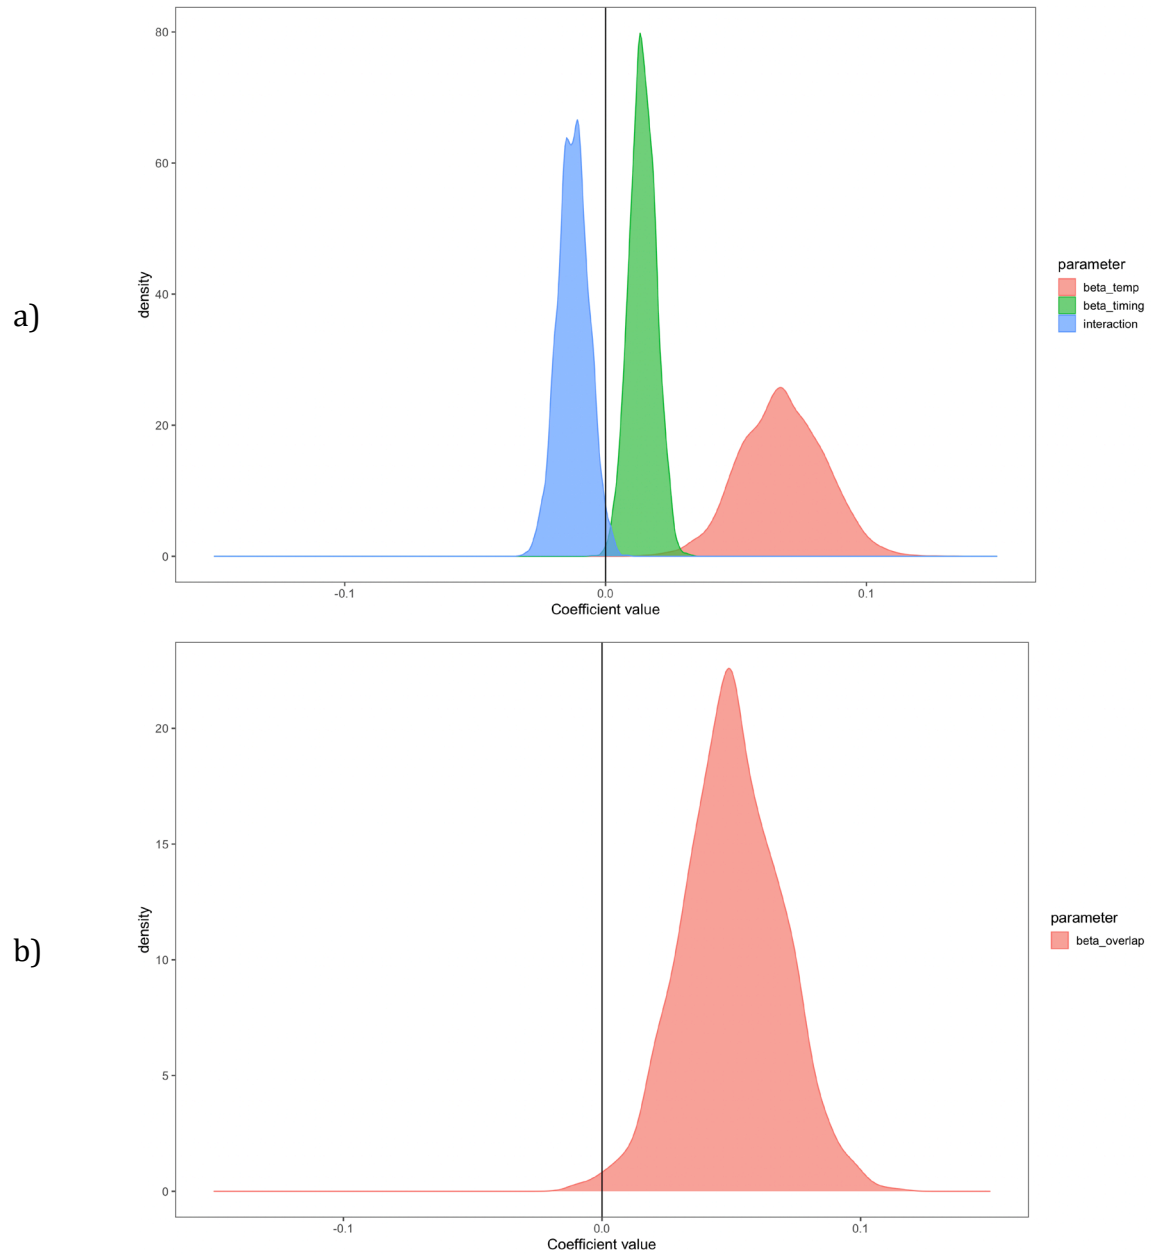 a)
80
60
40
20
0
density
-0.1
0.0
0.1
Coefficient value
parameter
beta_temp
beta_timing
interaction
b)
20
15
10
5
0
density
-0.1
0.0
0.1
Coefficient value
parameter
beta_overlap